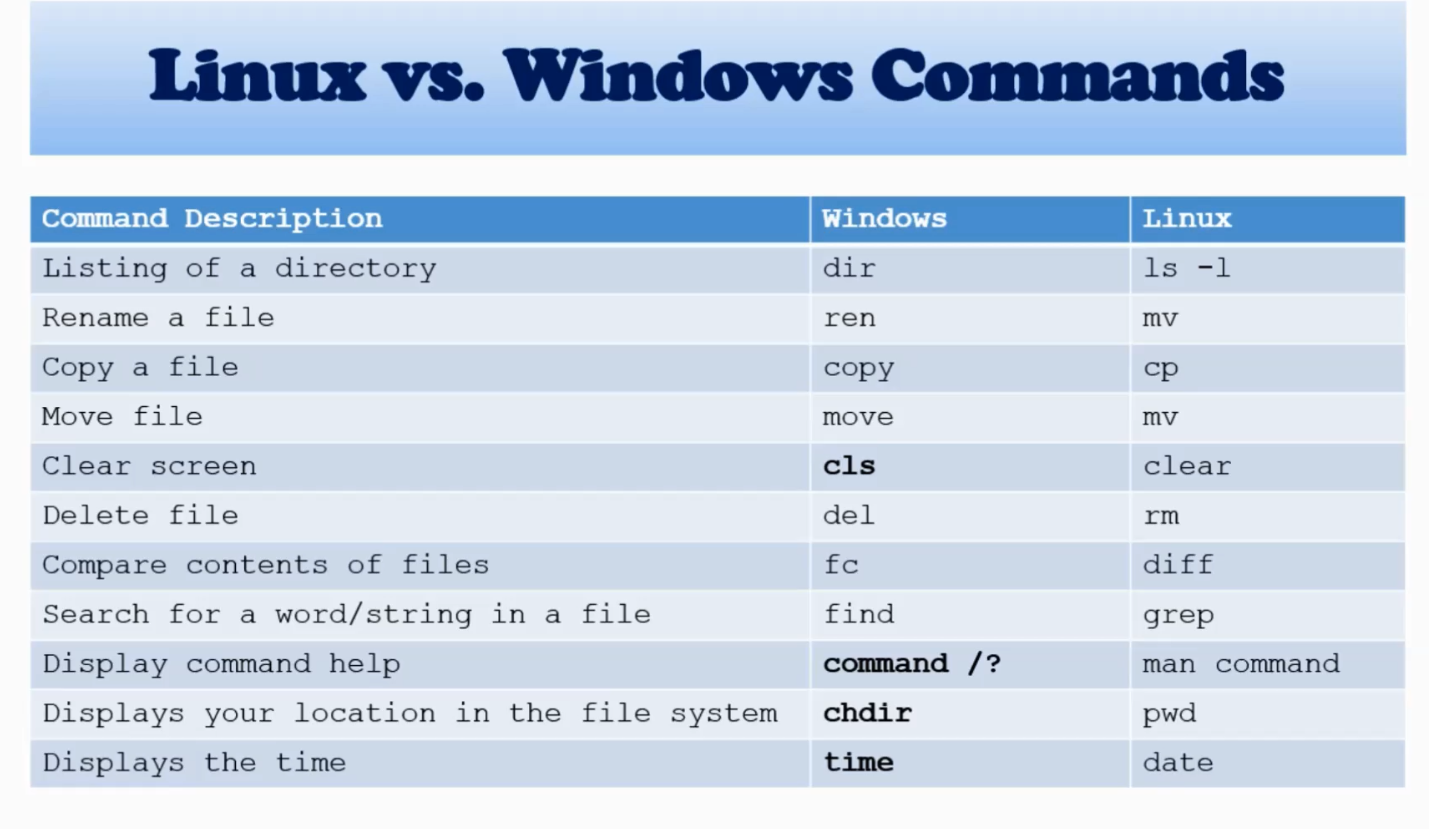 Linux vs. Windows Commands
Command Description Windows Linux
Listing of a directory dir ls -l
Rename a file ren mv
Copy a file copy cp
Move file move mv
Clear screen cls clear
Delete file del rm
Compare contents of files fc diff
Search for a word/string in a file find grep
Display command help command /? man command
Displays your location in the file system chdir pwd
Displays the time time date